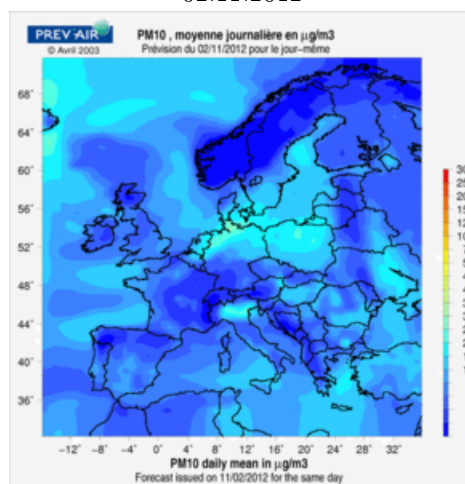 PREV'AIR
© Avril 2003
PM10 , moyenne journalière en µg/m3
Prévision du 02/11/2012 pour le jour-même
68°
64°
60°
56°
52°
48°
44°
40°
36°
−12° −8° −4° 0° 4° 8° 12° 16° 20° 24° 28° 32°
PM10 daily mean in µg/m3
Forecast issued on 11/02/2012 for the same day